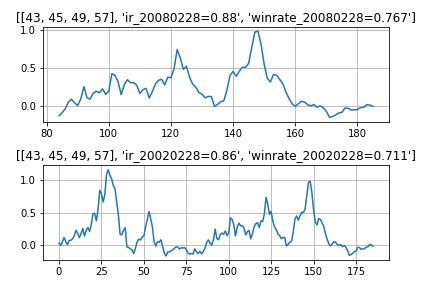 [[43, 45, 49, 57], 'ir_20080228=0.88', 'winrate_20080228=0.767']
1.0
0.5
0.0
80 100 120 140 160 180
[[43, 45, 49, 57], 'ir_20020228=0.86', 'winrate_20020228=0.711']
1.0
0.5
0.0
0 25 50 75 100 125 150 175